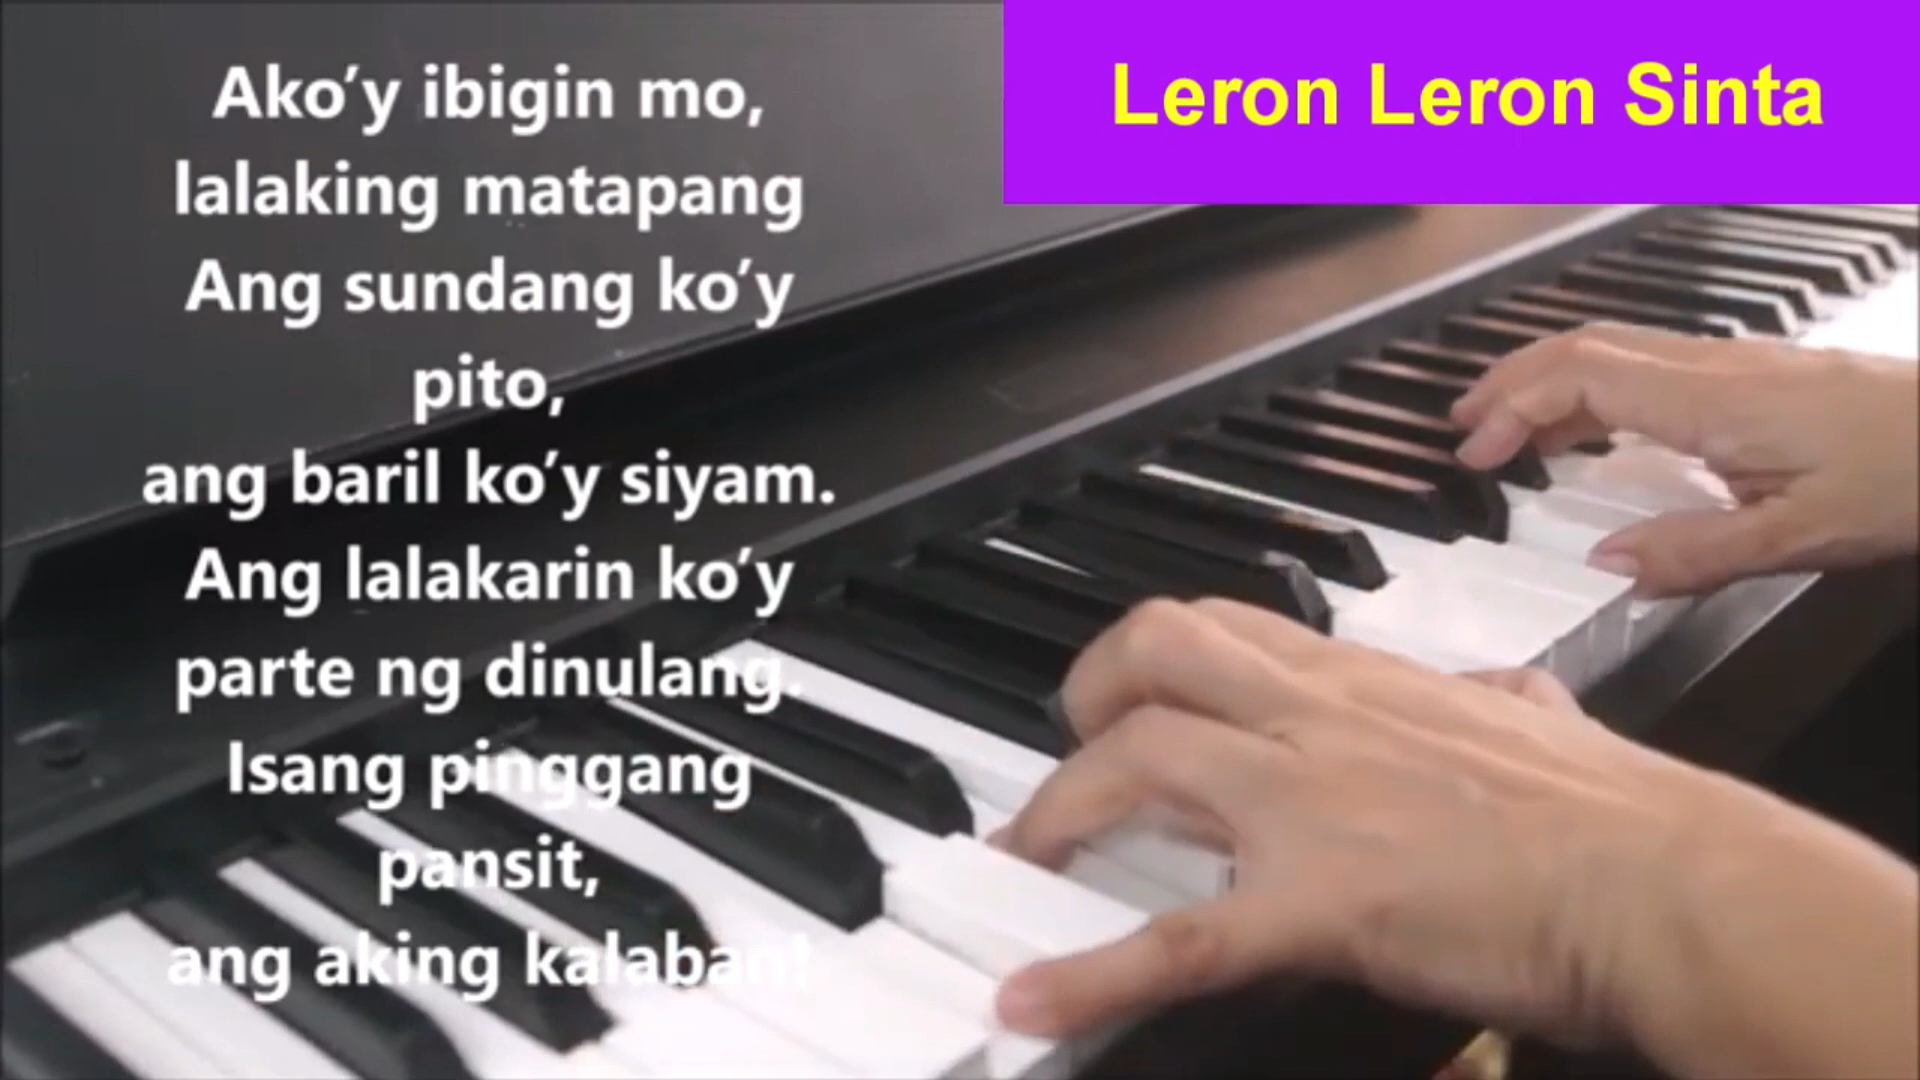 Leron Leron Sinta
Ako’y ibigin mo,
lalaking matapang
Ang sundang ko’y
pito,
ang baril ko’y siyam.
Ang lalakarin ko’y
parte ng dinulang.
Isang pinggang
pansit,
ang aking kalaban!